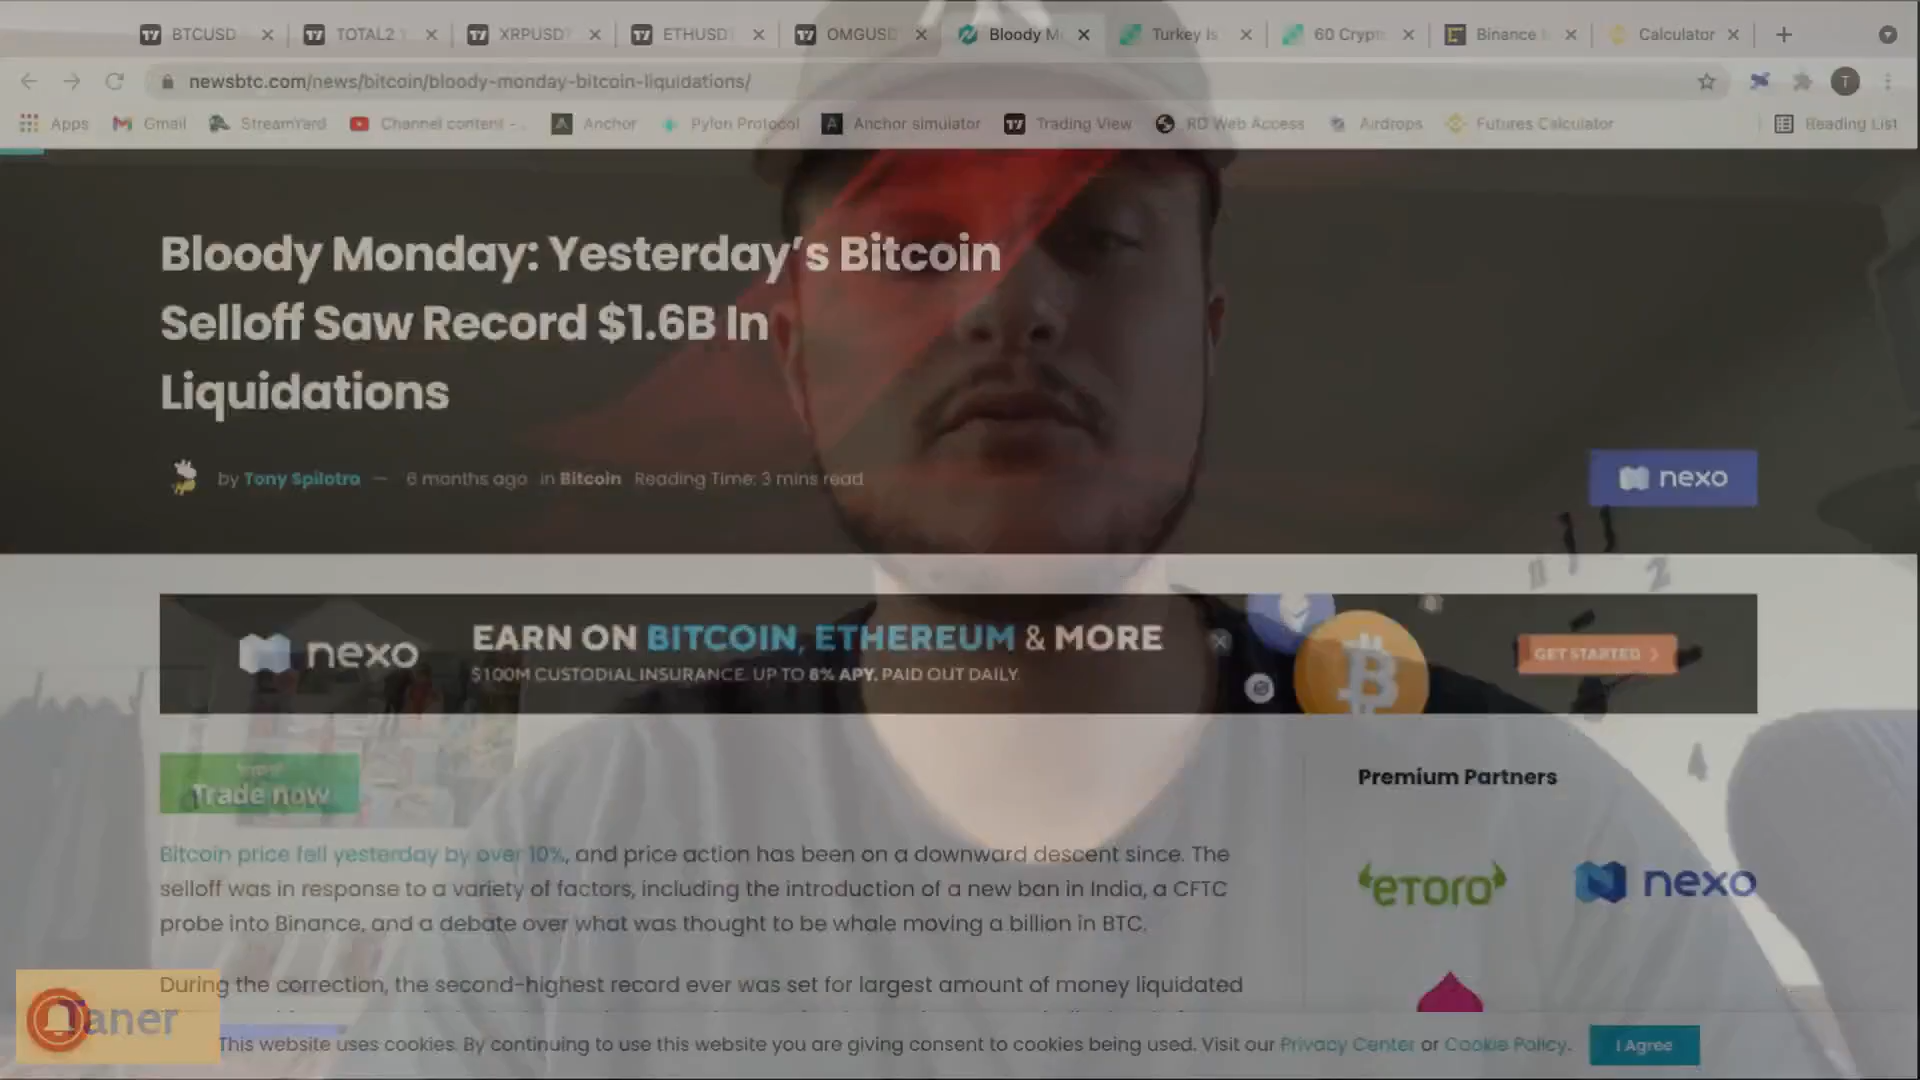 BTCUSD
TOTAL2
XRPUSD
ETHUSD
OMGUSD
Bloody M
Turkey Is
60 Crypt
Binance
Calculator
newsbtc.com/news/bitcoin/bloody-monday-bitcoin-liquidations/
T
Apps
Gmail
StreamYard
Channel content -
Anchor
Pylon Protocol
Anchor simulator
Trading View
RD Web Access
Airdrops
Futures Calculator
Reading List
Bloody Monday: Yesterday's Bitcoin
Selloff Saw Record $1.6B In
Liquidations
by Tony Spilotro — 6 months ago in Bitcoin Reading Time: 3 mins read
nexo
nexo
EARN ON BITCOIN, ETHEREUM & MORE
$100M CUSTODIAL INSURANCE. UP TO 8% APY. PAID OUT DAILY.
GET STARTED
Trade now
Premium Partners
Bitcoin price fell yesterday by over 10%, and price action has been on a downward descent since. The
selloff was in response to a variety of factors, including the introduction of a new ban in India, a CFTC
probe into Binance, and a debate over what was thought to be whale moving a billion in BTC.
eToro
nexo
During the correction, the second-highest record ever was set for largest amount of money liquidated
Taner
This website uses cookies. By continuing to use this website you are giving consent to cookies being used. Visit our Privacy Center or Cookie Policy.
I Agree